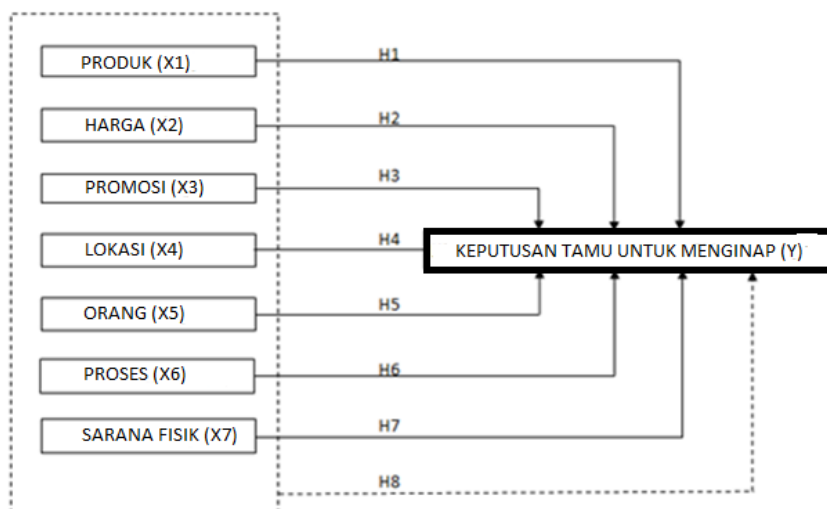 PRODUK (X1)
H1
HARGA (X2)
H2
PROMOSI (X3)
H3
LOKASI (X4)
H4
KEPUTUSAN TAMU UNTUK MENGINAP (Y)
ORANG (X5)
H5
PROSES (X6)
H6
SARANA FISIK (X7)
H7
H8